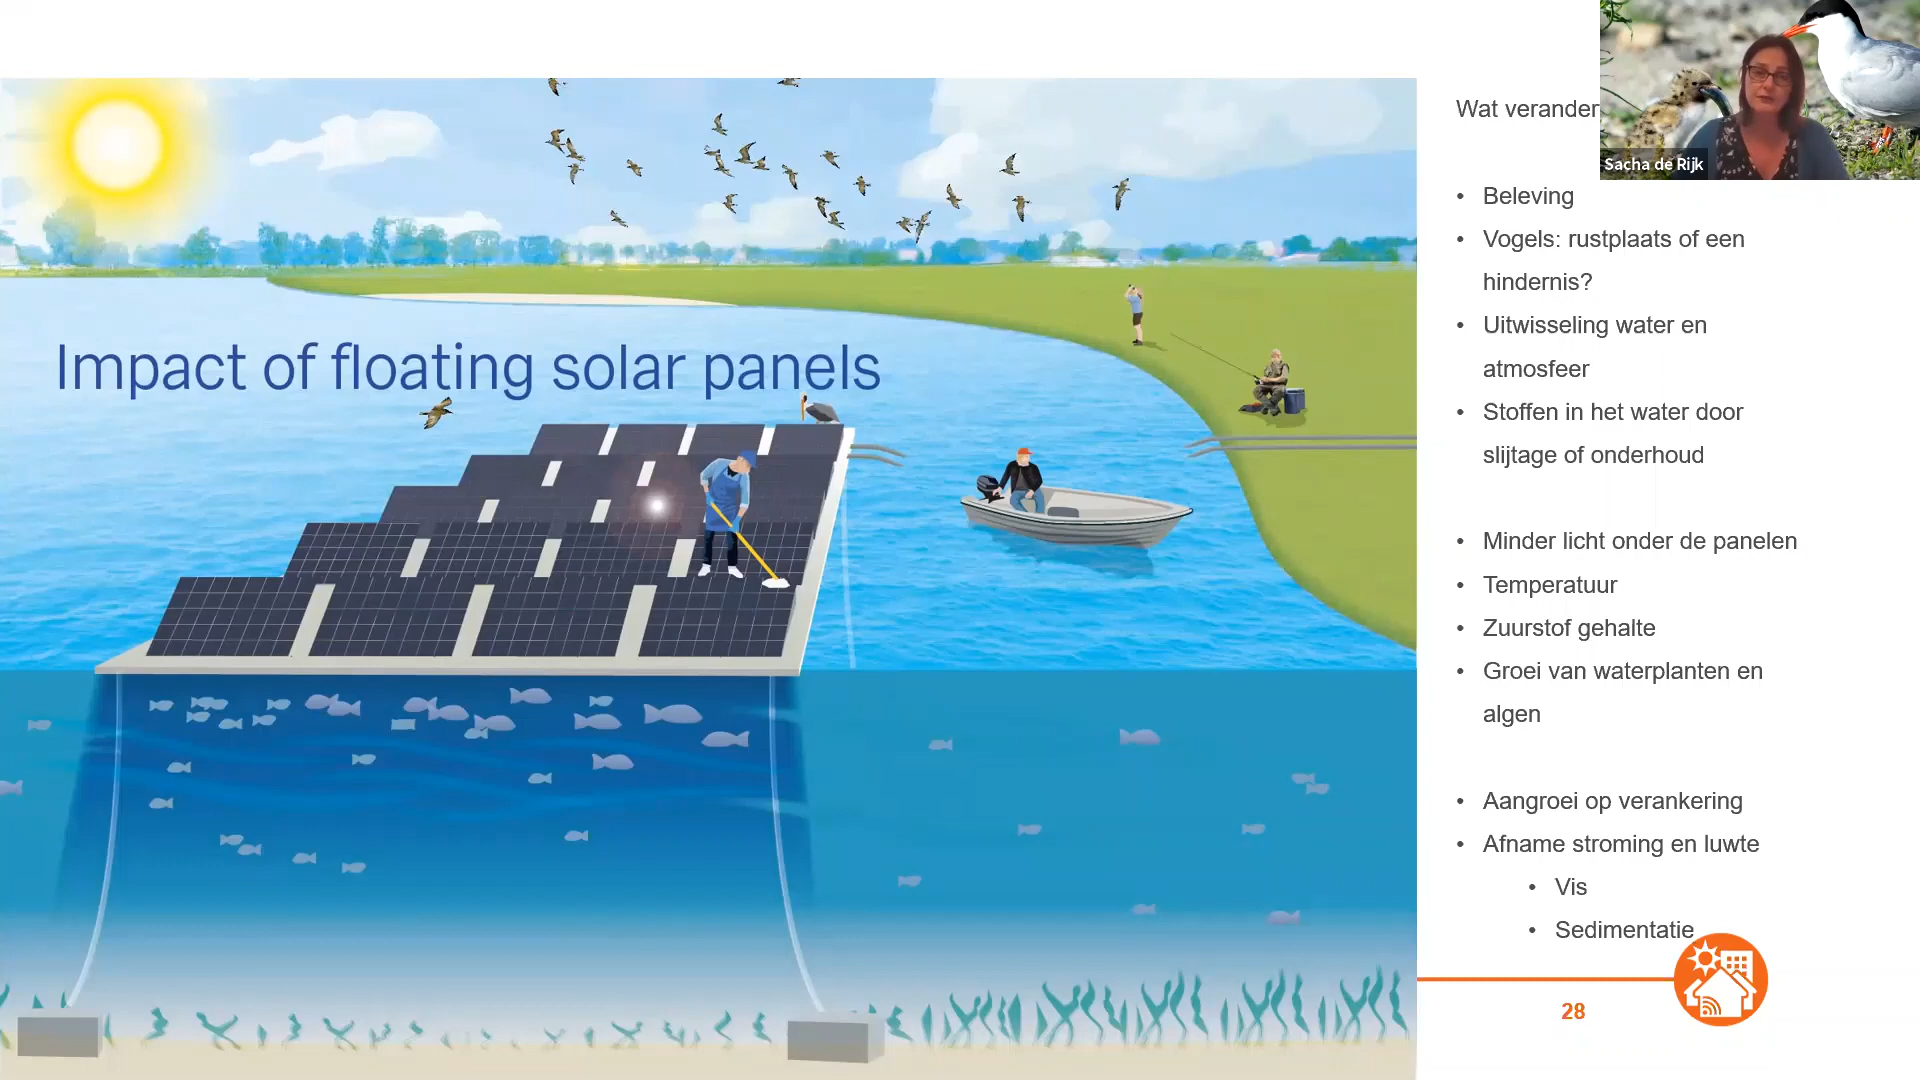 Wat verander
Sacha de Rijk
• Beleving
• Vogels: rustplaats of een
hindernis?
• Uitwisseling water en
atmosfeer
• Stoffen in het water door
slijtage of onderhoud
• Minder licht onder de panelen
• Temperatuur
• Zuurstof gehalte
• Groei van waterplanten en
algen
• Aangroei op verankering
• Afname stroming en luwte
• Vis
• Sedimentatie
28
Impact of floating solar panels